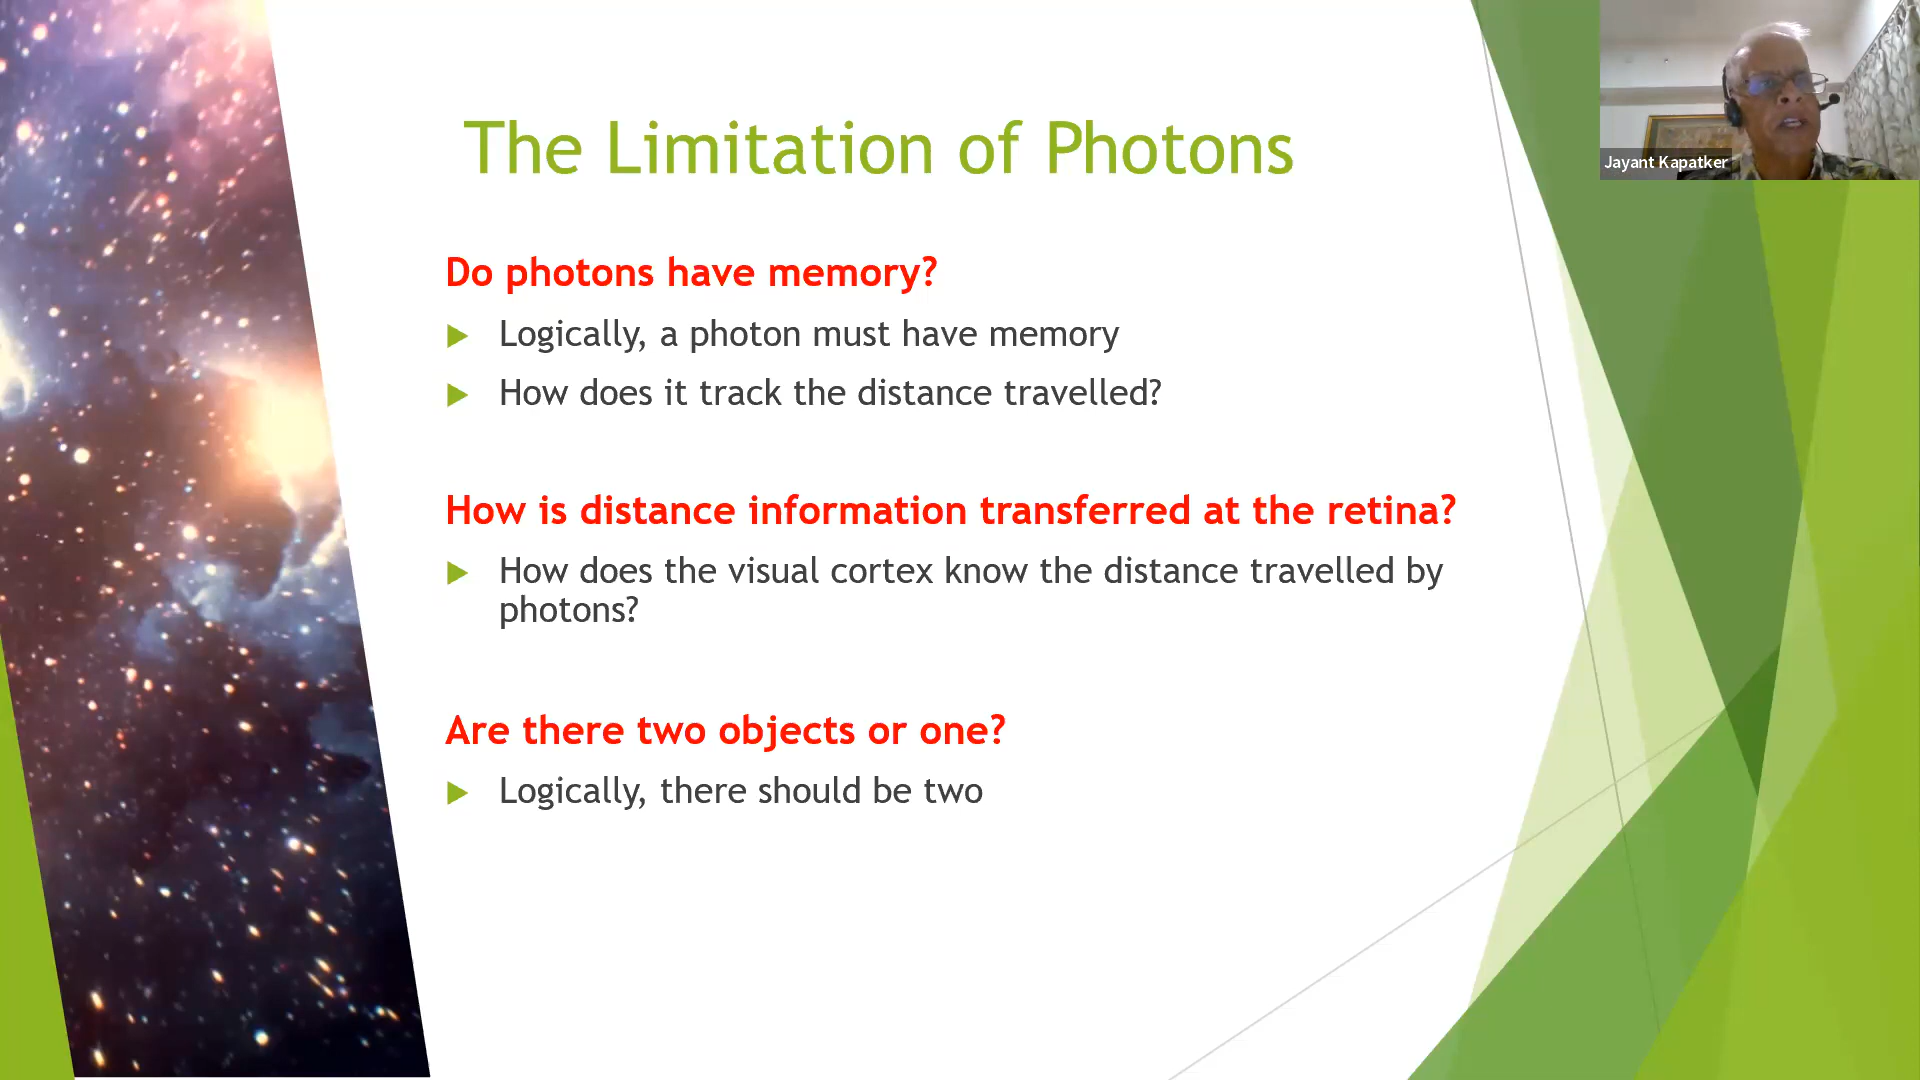 The Limitation of Photons
Jayant Kapatker
Do photons have memory?
Logically, a photon must have memory
How does it track the distance travelled?
How is distance information transferred at the retina?
How does the visual cortex know the distance travelled by
photons?
Are there two objects or one?
Logically, there should be two